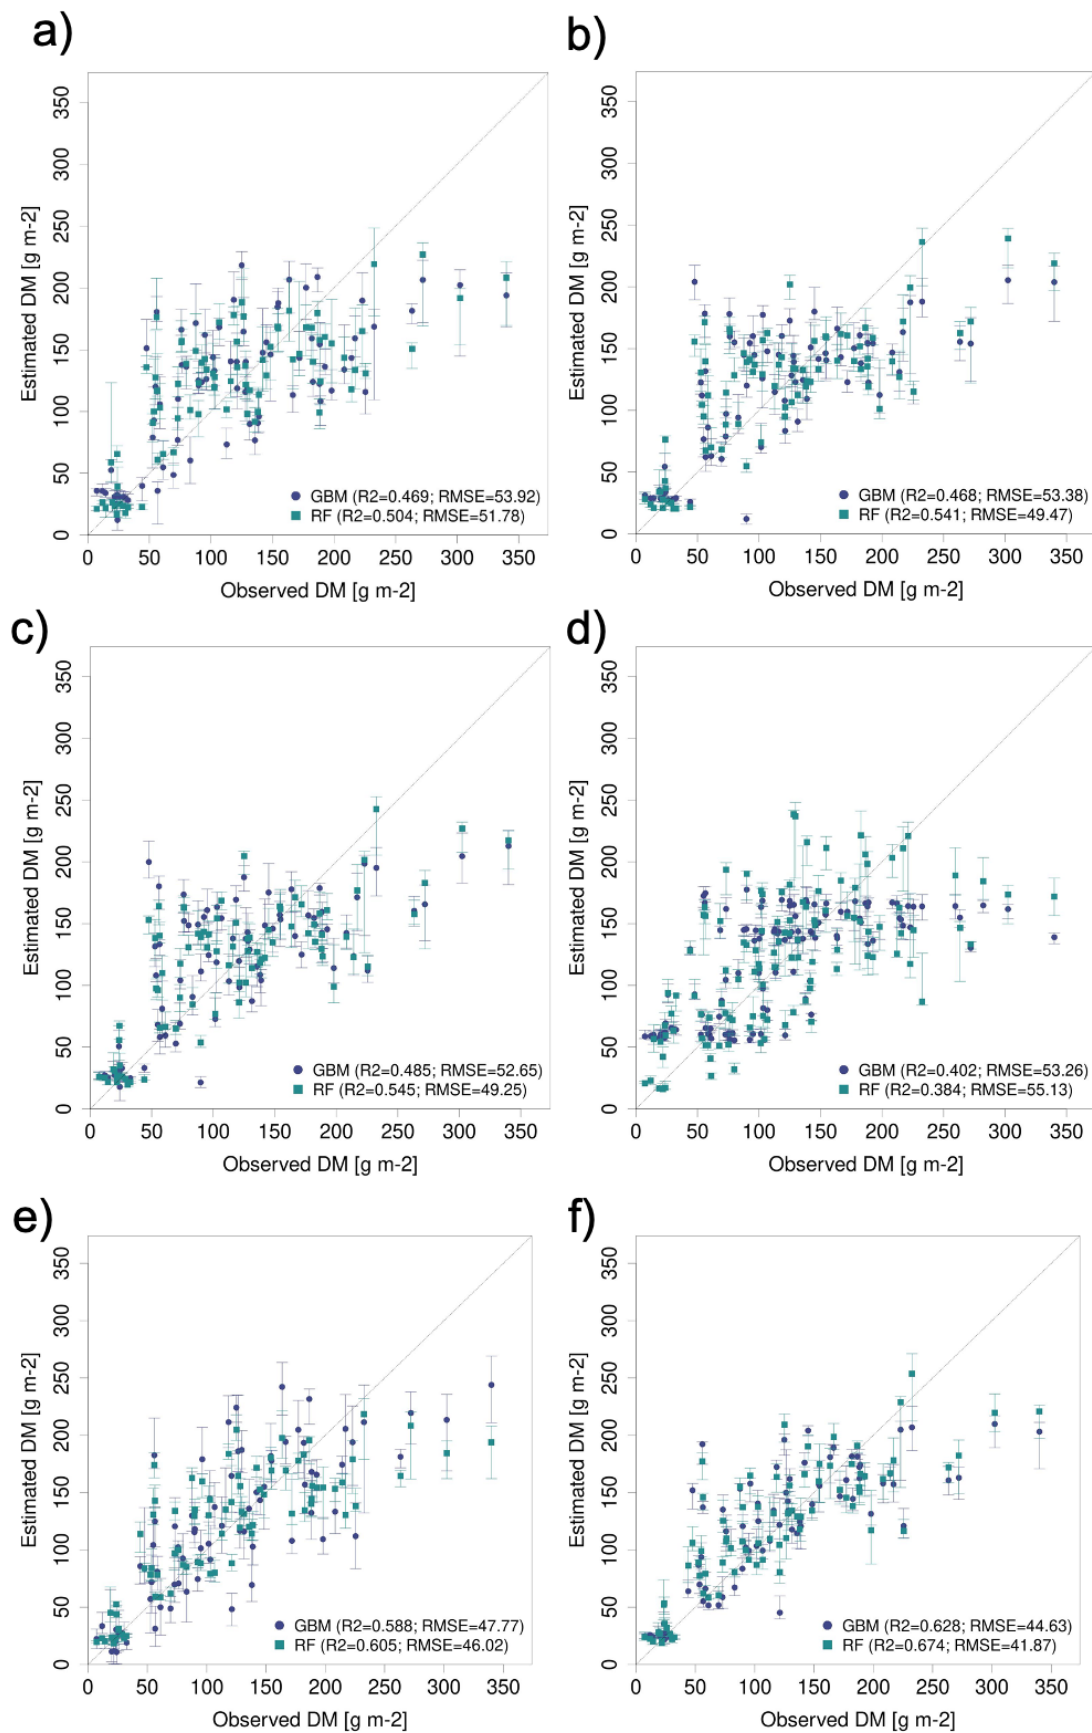 a)
350
300
250
200
150
100
50
0
Estimated DM [g m-2]
GBM (R2=0.469; RMSE=53.92)
RF (R2=0.504; RMSE=51.78)
0 50 100 150 200 250 300 350
Observed DM [g m-2]
b)
350
300
250
200
150
100
50
0
Estimated DM [g m-2]
GBM (R2=0.468; RMSE=53.38)
RF (R2=0.541; RMSE=49.47)
0 50 100 150 200 250 300 350
Observed DM [g m-2]
c)
350
300
250
200
150
100
50
0
Estimated DM [g m-2]
GBM (R2=0.485; RMSE=52.65)
RF (R2=0.545; RMSE=49.25)
0 50 100 150 200 250 300 350
Observed DM [g m-2]
d)
350
300
250
200
150
100
50
0
Estimated DM [g m-2]
GBM (R2=0.402; RMSE=53.26)
RF (R2=0.384; RMSE=55.13)
0 50 100 150 200 250 300 350
Observed DM [g m-2]
e)
350
300
250
200
150
100
50
0
Estimated DM [g m-2]
GBM (R2=0.588; RMSE=47.77)
RF (R2=0.605; RMSE=46.02)
0 50 100 150 200 250 300 350
Observed DM [g m-2]
f)
350
300
250
200
150
100
50
0
Estimated DM [g m-2]
GBM (R2=0.628; RMSE=44.63)
RF (R2=0.674; RMSE=41.87)
0 50 100 150 200 250 300 350
Observed DM [g m-2]